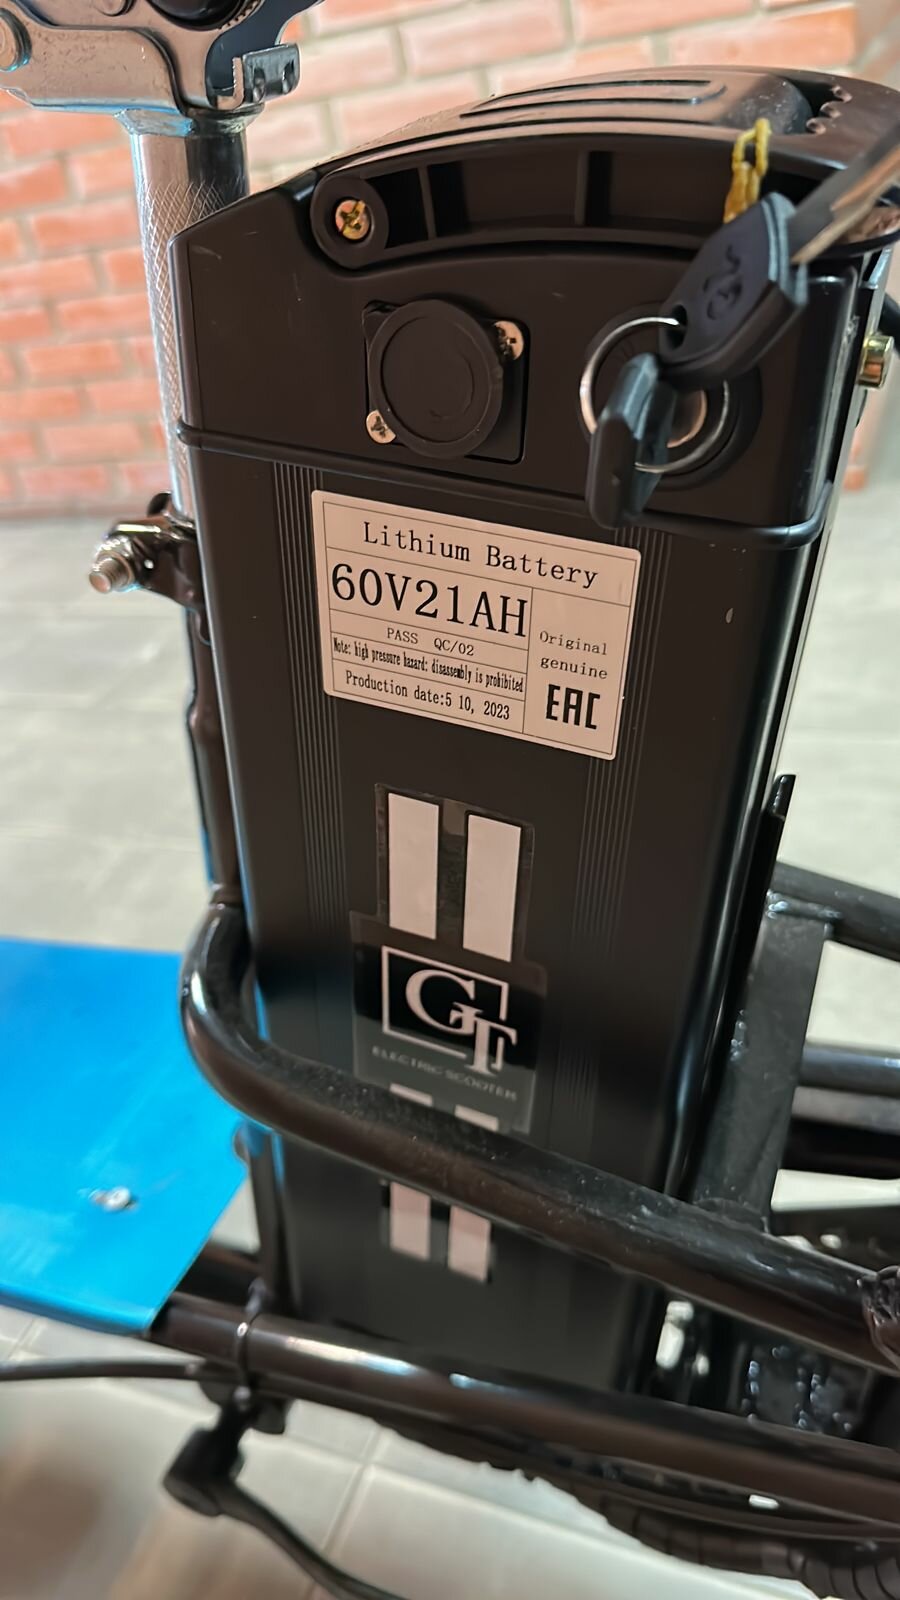 Lithium Battery
60V21AH
PASS QC/02
Note: high pressure hazard: disassembly is prohibited
Production date:5 10, 2023
Original
genuine
EAC
GT
ELECTRIC SCOOTER